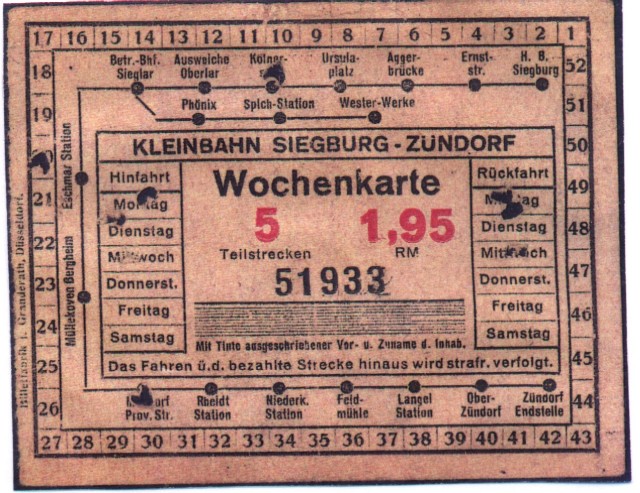 17 16 15 14 13 12 11 10 9 8 7 6 5 4 3 2 1
18 19 21 22 23 24 25 26
52 51 50 49 48 47 46 45 44
Betr.-Bhf. Sieglar
Ausweiche Oberlar
Kölner-
Ursula-platz
Agger-brücke
Ernst-str.
H. B. Siegburg
Phönix
Spich-Station
Wester-Werke
Eschmar Station
Müllekoven Bergheim
KLEINBAHN SIEGBURG-ZÜNDORF
Hinfahrt
Montag
Dienstag
Mittwoch
Donnerst.
Freitag
Samstag
Wochenkarte
5 1,95
Teilstrecken RM
51933
Mit Tinte ausgeschriebener Vor- u. Zuname d. Inhab.
Rückfahrt
Dienstag
Mittwoch
Donnerst.
Freitag
Samstag
Das Fahren ü.d. bezahlte Strecke hinaus wird strafr. verfolgt.
Prov. Str.
Rheidt Station
Niederk. Station
Feld-mühle
Langel Station
Ober-Zündorf
Zündorf Endstelle
27 28 29 30 31 32 33 34 35 36 37 38 39 40 41 42 43
Billetfabrik J. Granderath, Düsseldorf.